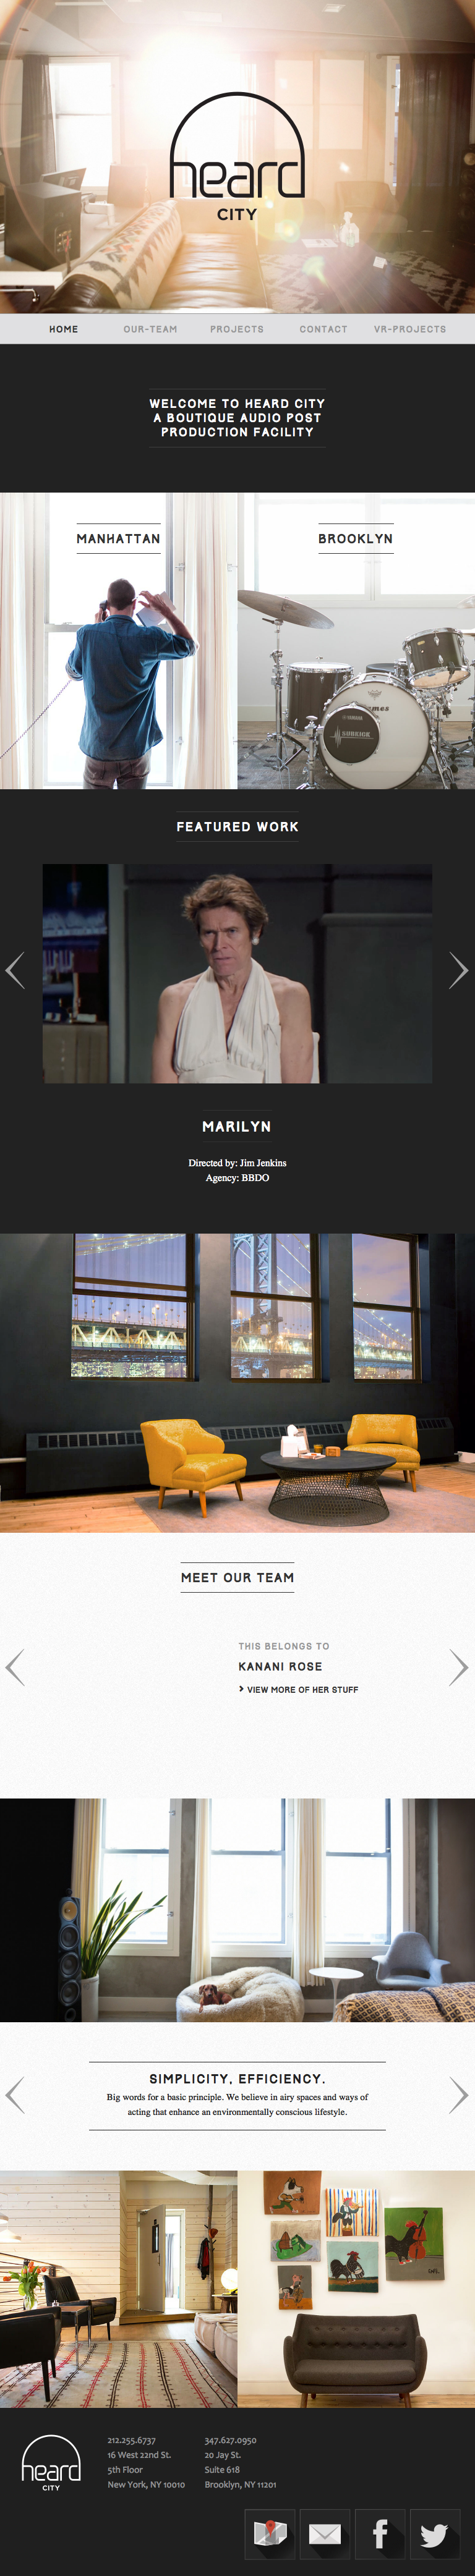 heard
CITY
HOME OUR-TEAM PROJECTS CONTACT VR-PROJECTS
WELCOME TO HEARD CITY
A BOUTIQUE AUDIO POST
PRODUCTION FACILITY
MANHATTAN
BROOKLYN
YAMAHA
SUBKICK
FEATURED WORK
MARILYN
Directed by: Jim Jenkins
Agency: BBDO
MEET OUR TEAM
THIS BELONGS TO
KANANI ROSE
> VIEW MORE OF HER STUFF
SIMPLICITY, EFFICIENCY.
Big words for a basic principle. We believe in airy spaces and ways of
acting that enhance an environmentally conscious lifestyle.
heard
CITY
212.255.6737
16 West 22nd St.
5th Floor
New York, NY 10010
347.627.0950
20 Jay St.
Suite 618
Brooklyn, NY 11201